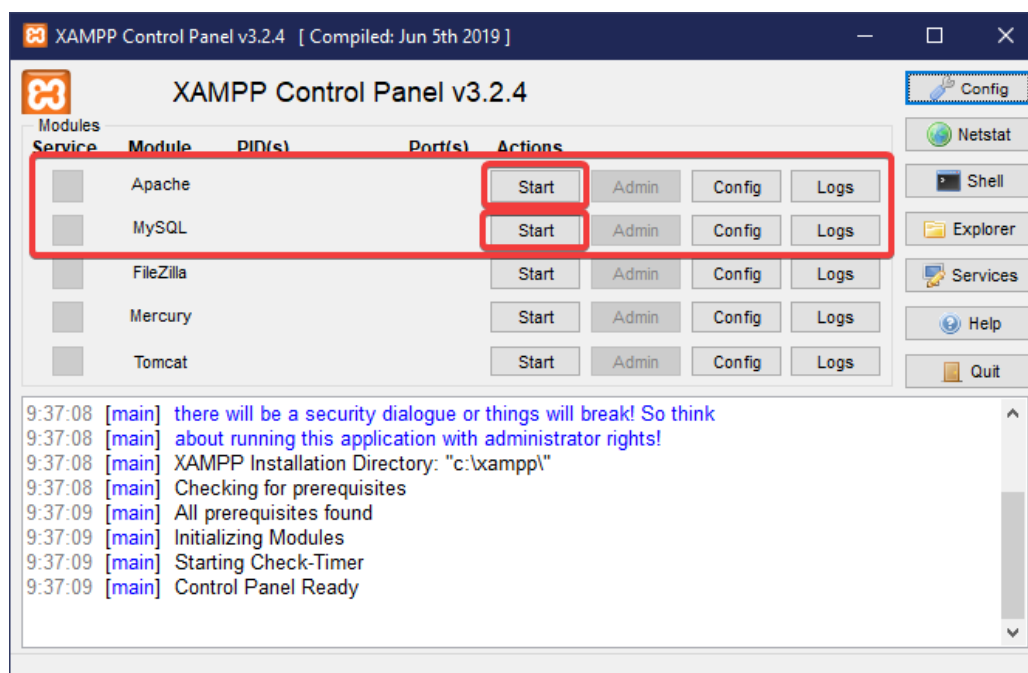 XAMPP Control Panel v3.2.4 [ Compiled: Jun 5th 2019 ]
XAMPP Control Panel v3.2.4
Config
Modules
Service Module PID(s) Port(s) Actions
Netstat
Apache Start Admin Config Logs
Shell
MySQL Start Admin Config Logs
Explorer
FileZilla Start Admin Config Logs
Services
Mercury Start Admin Config Logs
Help
Tomcat Start Admin Config Logs
Quit
9:37:08 [main] there will be a security dialogue or things will break! So think
9:37:08 [main] about running this application with administrator rights!
9:37:08 [main] XAMPP Installation Directory: "c:\xampp\"
9:37:08 [main] Checking for prerequisites
9:37:09 [main] All prerequisites found
9:37:09 [main] Initializing Modules
9:37:09 [main] Starting Check-Timer
9:37:09 [main] Control Panel Ready